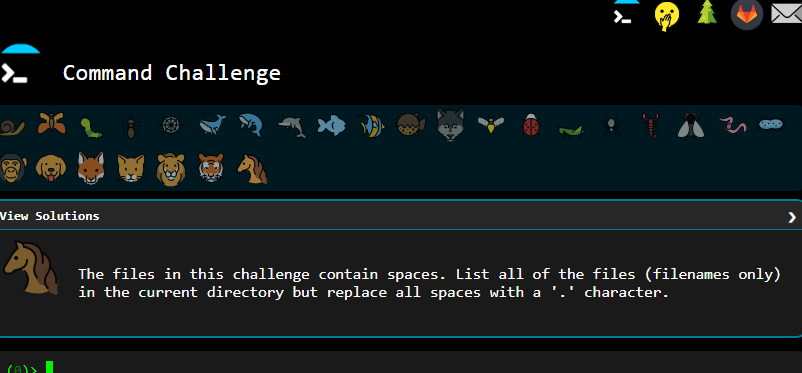 Command Challenge
View Solutions
The files in this challenge contain spaces. List all of the files (filenames only)
in the current directory but replace all spaces with a '.' character.
(0)>